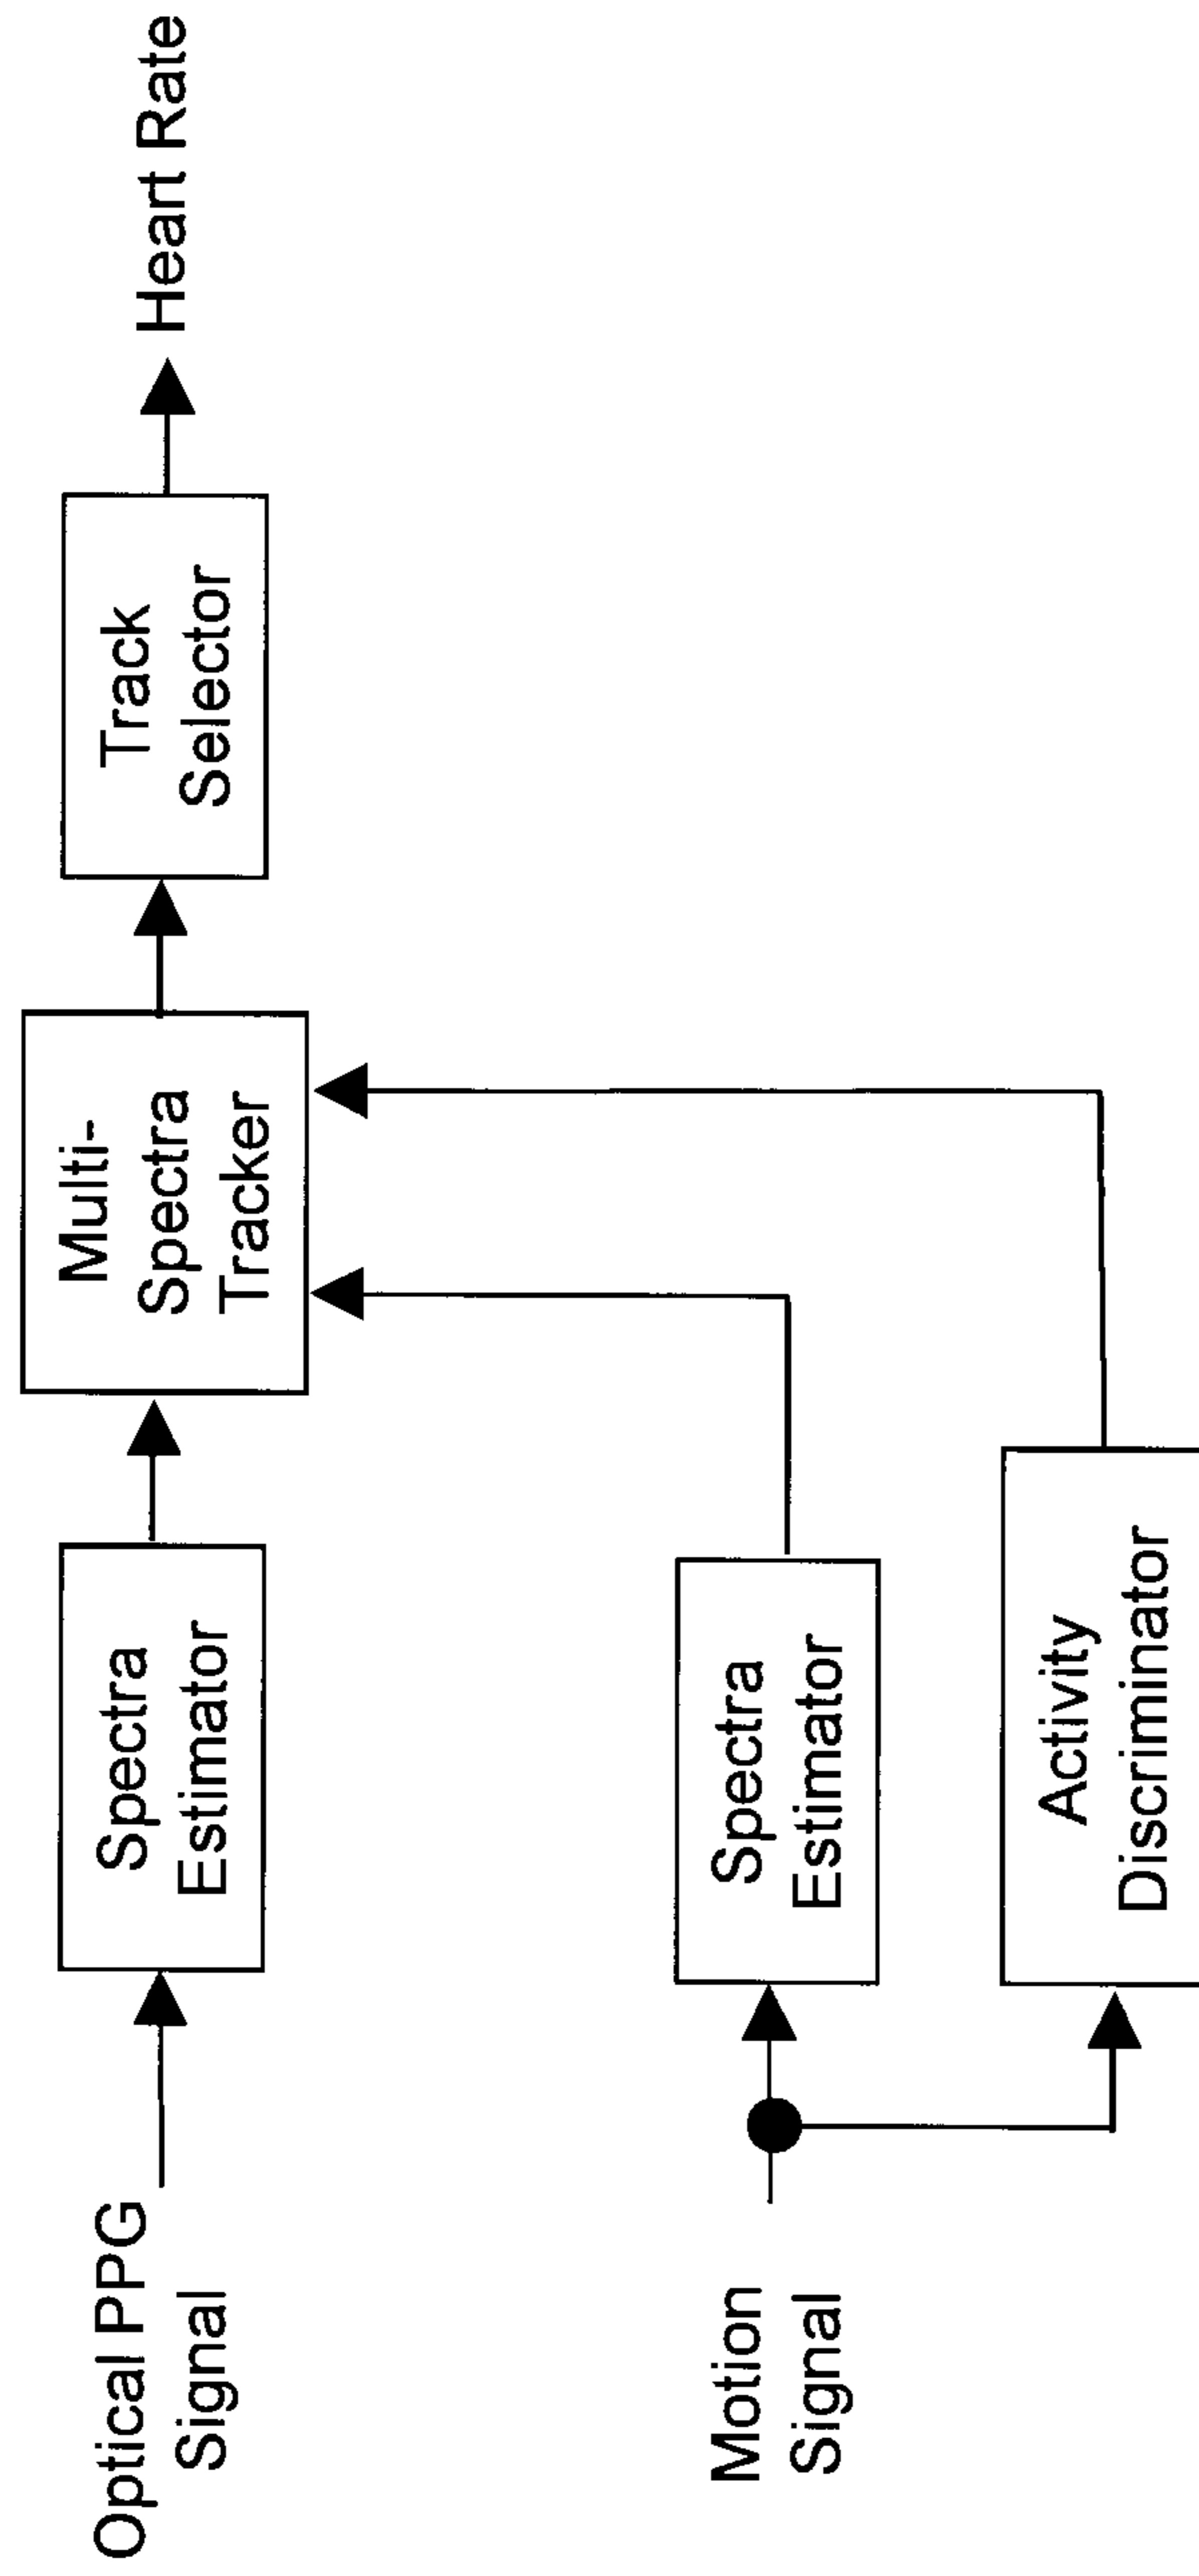 Optical PPG
Signal
Spectra
Estimator
Multi-
Spectra
Tracker
Track
Selector
Heart Rate
Motion
Signal
Spectra
Estimator
Activity
Discriminator